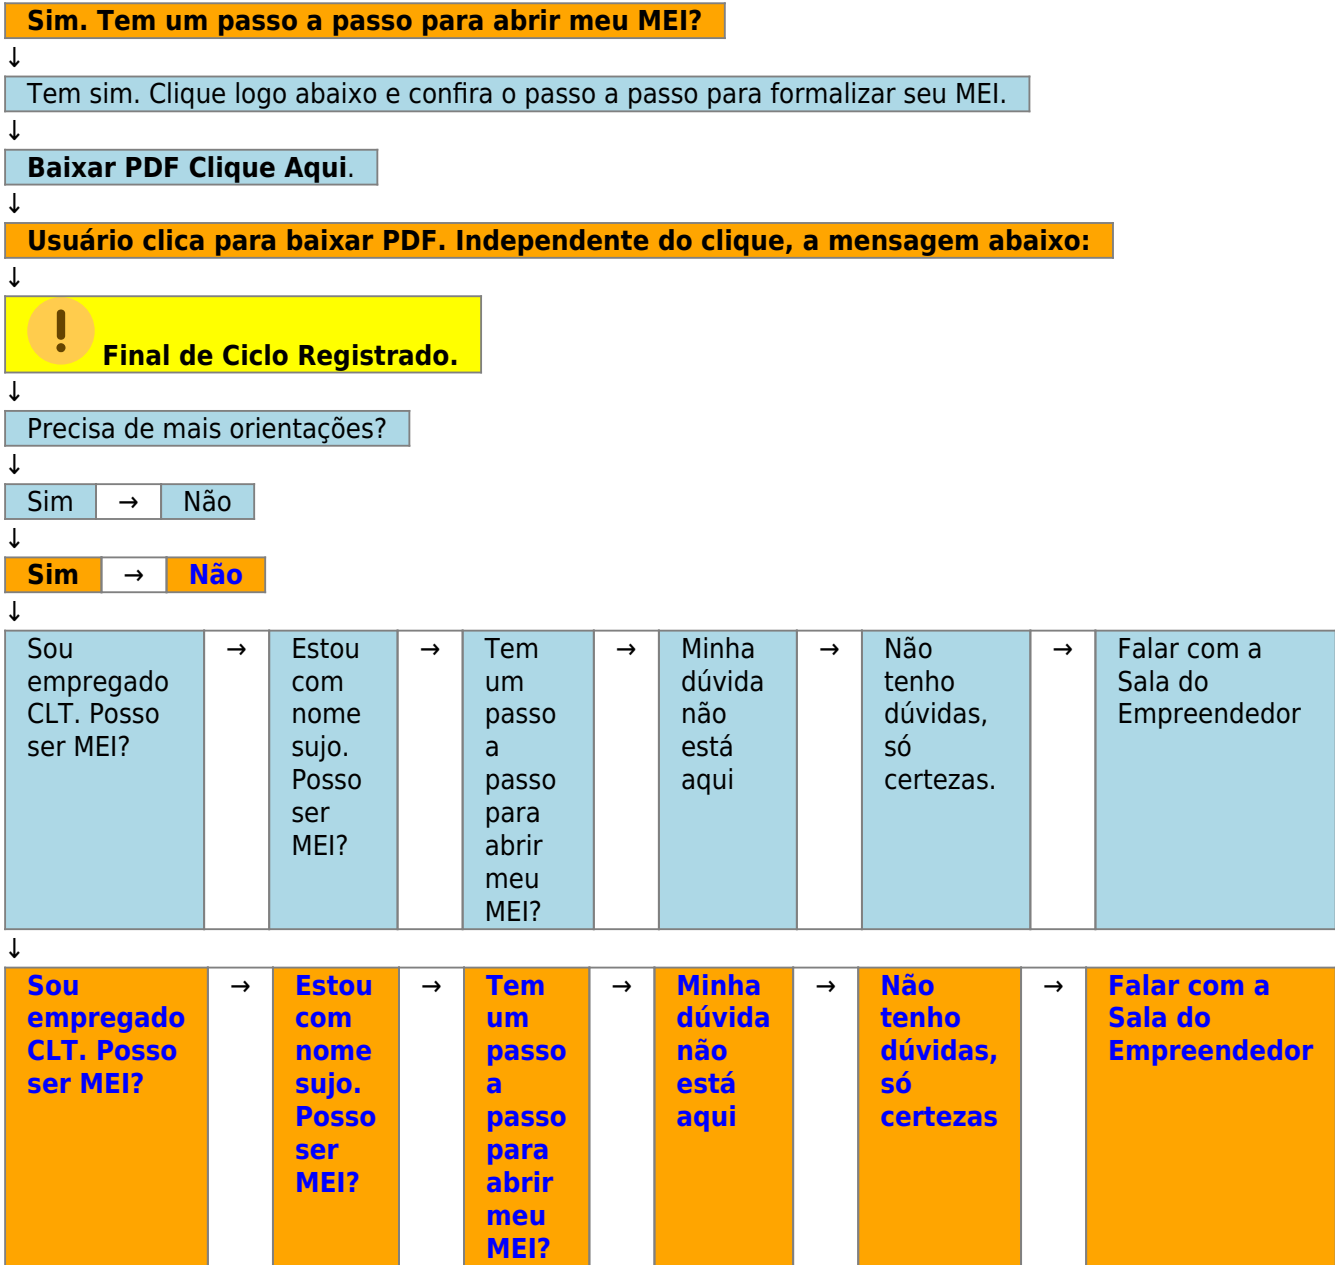 Sim. Tem um passo a passo para abrir meu MEI?
↓
Tem sim. Clique logo abaixo e confira o passo a passo para formalizar seu MEI.
↓
Baixar PDF Clique Aqui.
↓
Usuário clica para baixar PDF. Independente do clique, a mensagem abaixo:
↓
! Final de Ciclo Registrado.
↓
Precisa de mais orientações?
↓
Sim → Não
↓
Sim → Não
↓
Sou
empregado
CLT. Posso
ser MEI?
→
Estou
com
nome
sujo.
Posso
ser
MEI?
→
Tem
um
passo
a
passo
para
abrir
meu
MEI?
→
Minha
dúvida
não
está
aqui
→
Não
tenho
dúvidas,
só
certezas.
→
Falar com a
Sala do
Empreendedor
↓
Sou
empregado
CLT. Posso
ser MEI?
→
Estou
com
nome
sujo.
Posso
ser
MEI?
→
Tem
um
passo
a
passo
para
abrir
meu
MEI?
→
Minha
dúvida
não
está
aqui
→
Não
tenho
dúvidas,
só
certezas
→
Falar com a
Sala do
Empreendedor